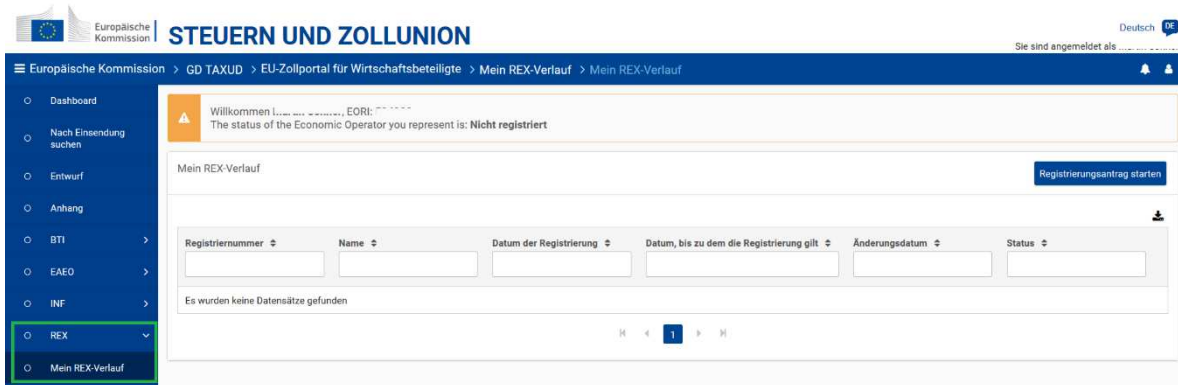 Europäische
Kommission
STEUERN UND ZOLLUNION
Deutsch DE
Sie sind angemeldet als
Europäische Kommission > GD TAXUD > EU-Zollportal für Wirtschaftsbeteiligte > Mein REX-Verlauf > Mein REX-Verlauf
Dashboard
Nach Einsendung
suchen
Entwurf
Anhang
BTI
EAEO
INF
REX
Mein REX-Verlauf
Willkommen , EORI:
The status of the Economic Operator you represent is: Nicht registriert
Mein REX-Verlauf
Registrierungsantrag starten
Registriernummer Name Datum der Registrierung Datum, bis zu dem die Registrierung gilt Änderungsdatum Status
Es wurden keine Datensätze gefunden
1